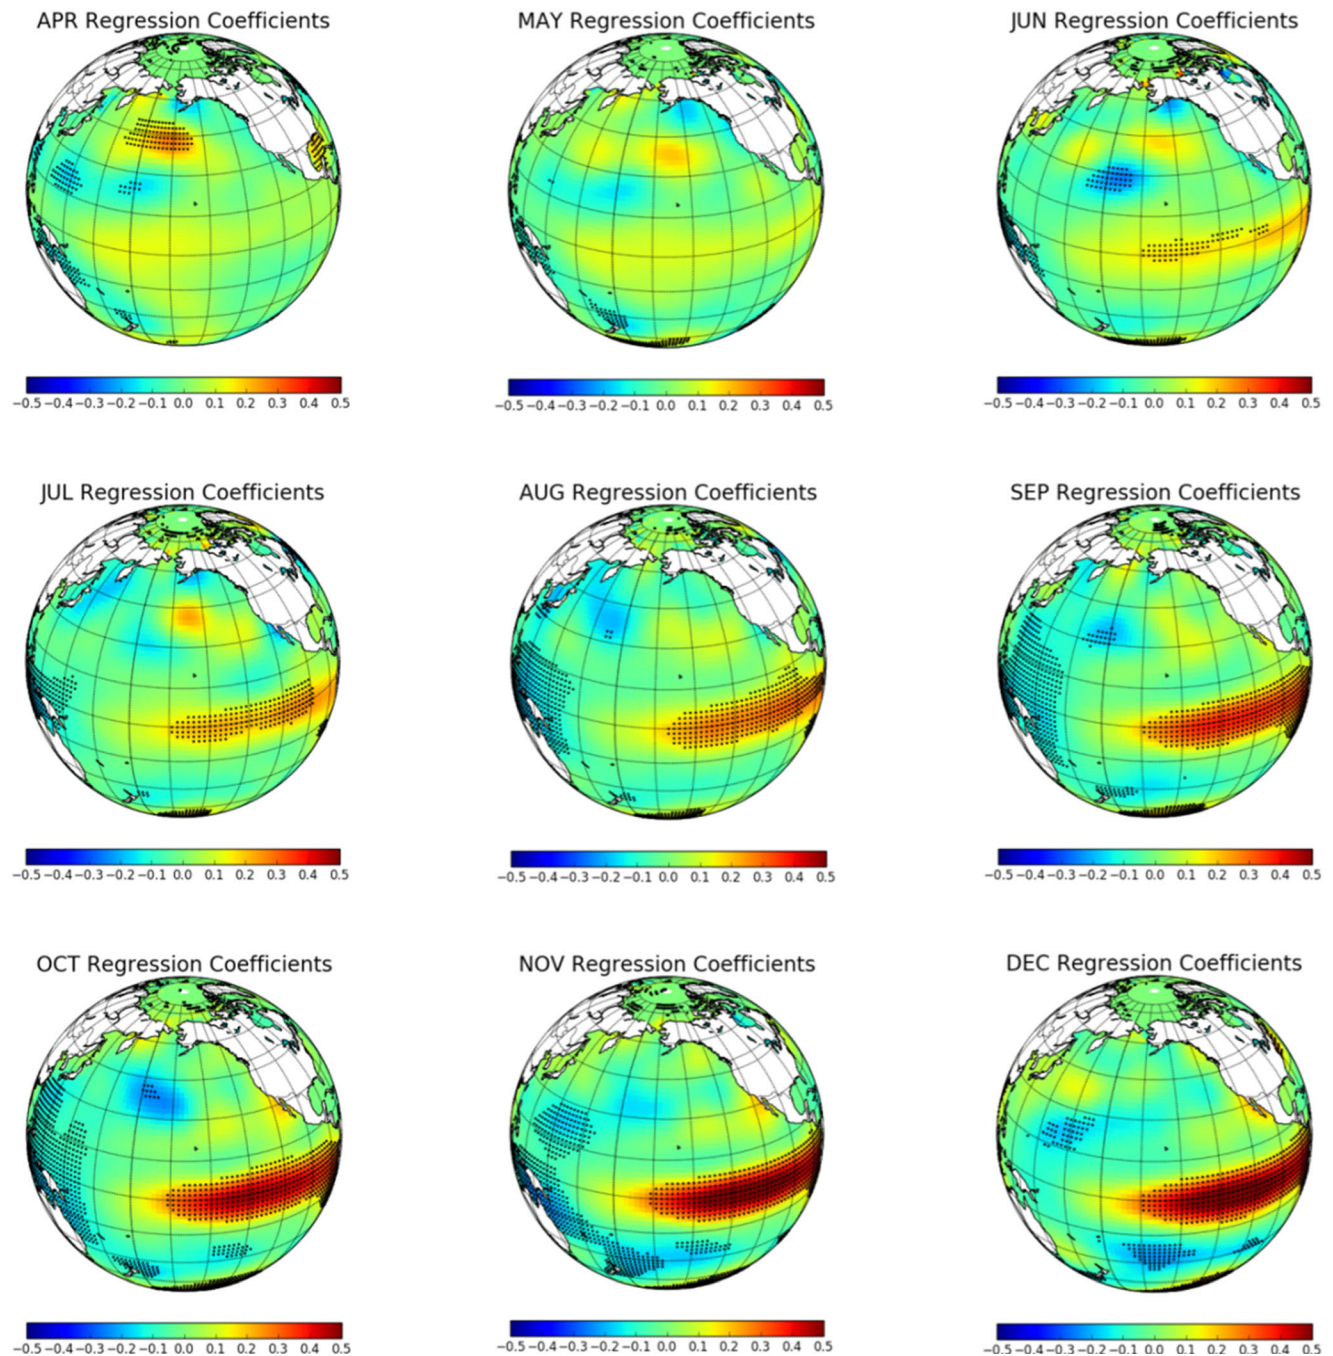 APR Regression Coefficients
MAY Regression Coefficients
JUN Regression Coefficients
−0.5 −0.4 −0.3 −0.2 −0.1 0.0 0.1 0.2 0.3 0.4 0.5
−0.5 −0.4 −0.3 −0.2 −0.1 0.0 0.1 0.2 0.3 0.4 0.5
−0.5 −0.4 −0.3 −0.2 −0.1 0.0 0.1 0.2 0.3 0.4 0.5
JUL Regression Coefficients
AUG Regression Coefficients
SEP Regression Coefficients
−0.5 −0.4 −0.3 −0.2 −0.1 0.0 0.1 0.2 0.3 0.4 0.5
−0.5 −0.4 −0.3 −0.2 −0.1 0.0 0.1 0.2 0.3 0.4 0.5
−0.5 −0.4 −0.3 −0.2 −0.1 0.0 0.1 0.2 0.3 0.4 0.5
OCT Regression Coefficients
NOV Regression Coefficients
DEC Regression Coefficients
−0.5 −0.4 −0.3 −0.2 −0.1 0.0 0.1 0.2 0.3 0.4 0.5
−0.5 −0.4 −0.3 −0.2 −0.1 0.0 0.1 0.2 0.3 0.4 0.5
−0.5 −0.4 −0.3 −0.2 −0.1 0.0 0.1 0.2 0.3 0.4 0.5